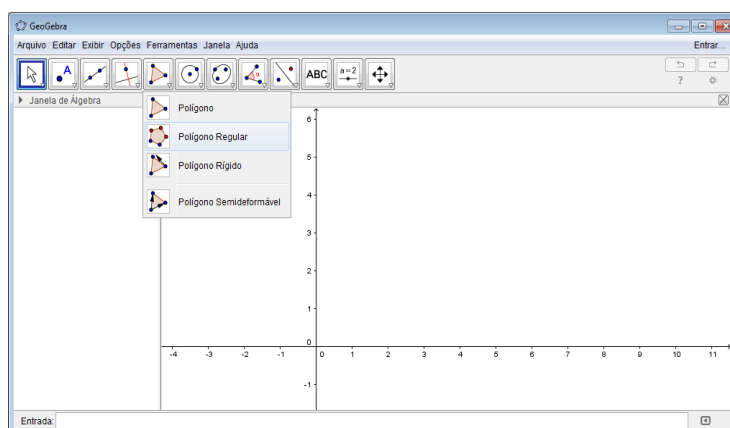 GeoGebra
Arquivo Editar Exibir Opções Ferramentas Janela Ajuda Entrar...
A α ABC a=2
?
Janela de Álgebra
Polígono
Polígono Regular
Polígono Rígido
Polígono Semideformável
6
5
4
3
2
1
0
-4 -3 -2 -1 0 1 2 3 4 5 6 7 8 9 10 11
-1
Entrada: